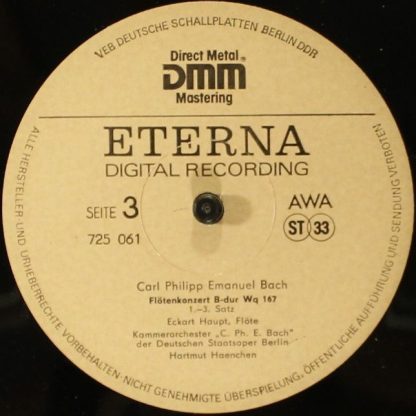 VEB DEUTSCHE SCHALLPLATTEN BERLIN DDR
Direct Metal®
DMM
Mastering
ETERNA
DIGITAL RECORDING
SEITE 3
AWA
725 061
ST 33
Carl Philipp Emanuel Bach
Flötenkonzert B-dur Wq 167
1.–3. Satz
Eckart Haupt, Flöte
Kammerorchester „C. Ph. E. Bach"
der Deutschen Staatsoper Berlin
Hartmut Haenchen
ALLE HERSTELLER- UND URHEBERRECHTE VORBEHALTEN · NICHT GENEHMIGTE ÜBERSPIELUNG, ÖFFENTLICHE AUFFÜHRUNG UND SENDUNG VERBOTEN